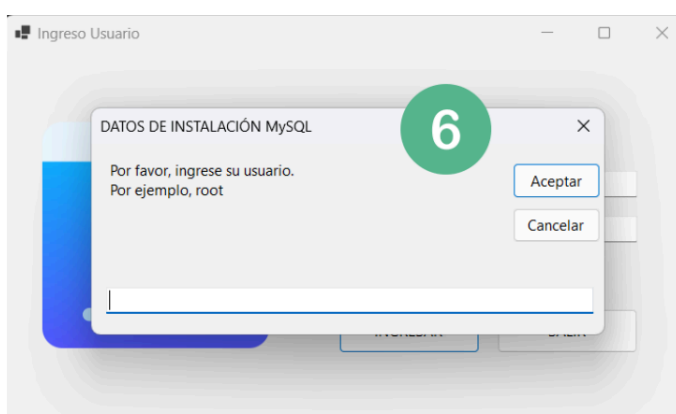 Ingreso Usuario
DATOS DE INSTALACIÓN MySQL
6
Por favor, ingrese su usuario.
Por ejemplo, root
Aceptar
Cancelar